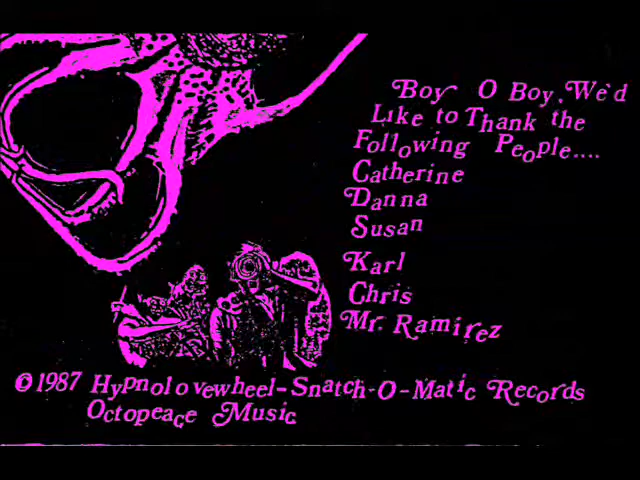 Boy O Boy. We'd
Like to Thank the
Following People....
Catherine
Danna
Susan
Karl
Chris
Mr. Ramirez
©1987 Hypnolovewheel-Snatch-O-Matic Records
Octopeace Music